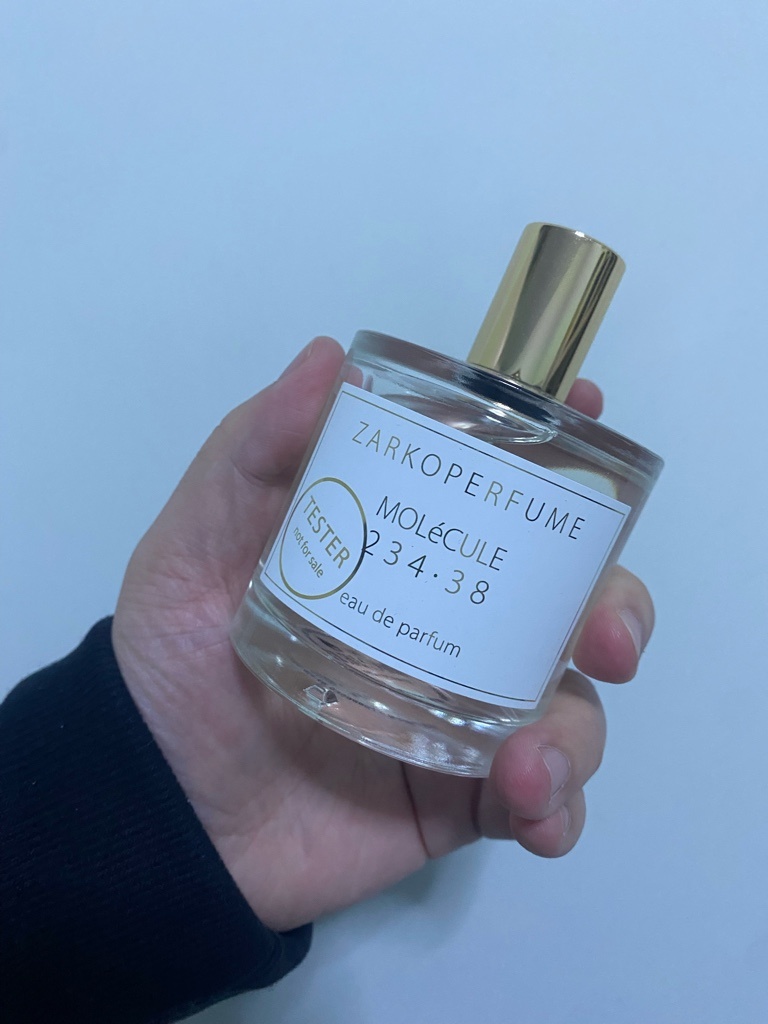 ZARKOPERFUME
MOLéCULE
234·38
eau de parfum
TESTER
not for sale